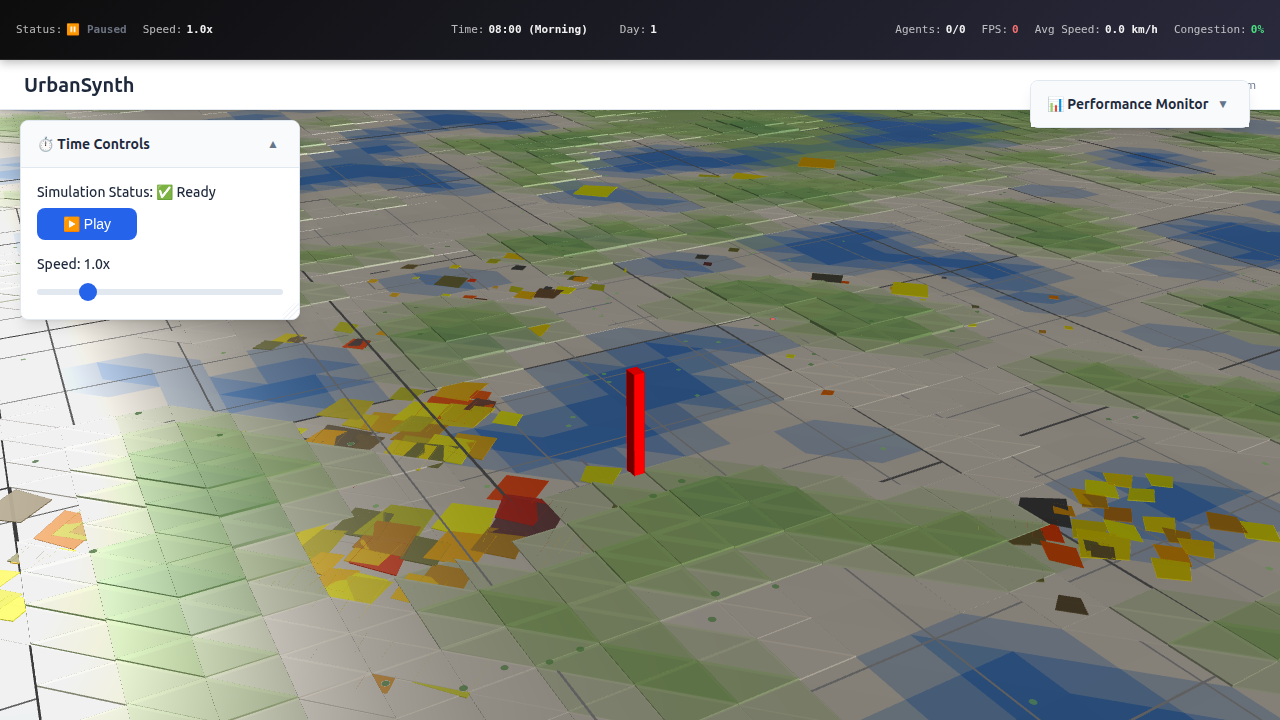 Status: ⏸️ Paused Speed: 1.0x Time: 08:00 (Morning) Day: 1 Agents: 0/0 FPS: 0 Avg Speed: 0.0 km/h Congestion: 0%
UrbanSynth
📊 Performance Monitor ▼
⏱️ Time Controls ▲
Simulation Status: ✅ Ready
▶️ Play
Speed: 1.0x